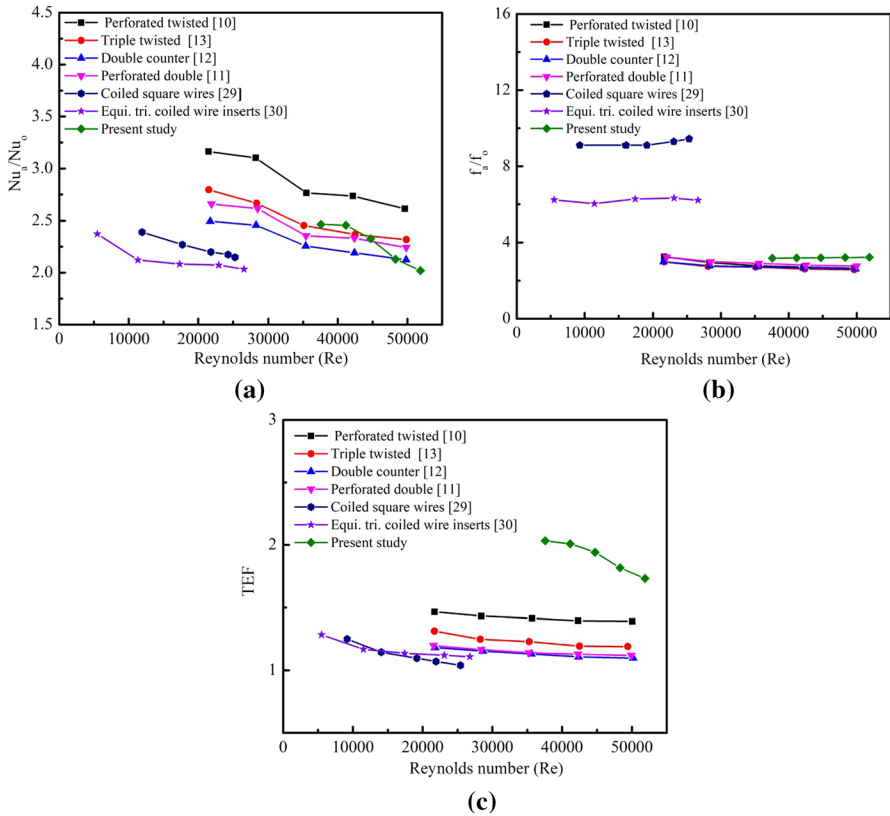 4.5
4.0
3.5
3.0
2.5
2.0
1.5
Nu_a/Nu_o
Perforated twisted [10]
Triple twisted [13]
Double counter [12]
Perforated double [11]
Coiled square wires [29]
Equi. tri. coiled wire inserts [30]
Present study
0 10000 20000 30000 40000 50000
Reynolds number (Re)
(a)
16
12
8
4
0
f_a/f_o
Perforated twisted [10]
Triple twisted [13]
Double counter [12]
Perforated double [11]
Coiled square wires [29]
Equi. tri. coiled wire inserts [30]
Present study
0 10000 20000 30000 40000 50000
Reynolds number (Re)
(b)
3
2
1
TEF
Perforated twisted [10]
Triple twisted [13]
Double counter [12]
Perforated double [11]
Coiled square wires [29]
Equi. tri. coiled wire inserts [30]
Present study
0 10000 20000 30000 40000 50000
Reynolds number (Re)
(c)